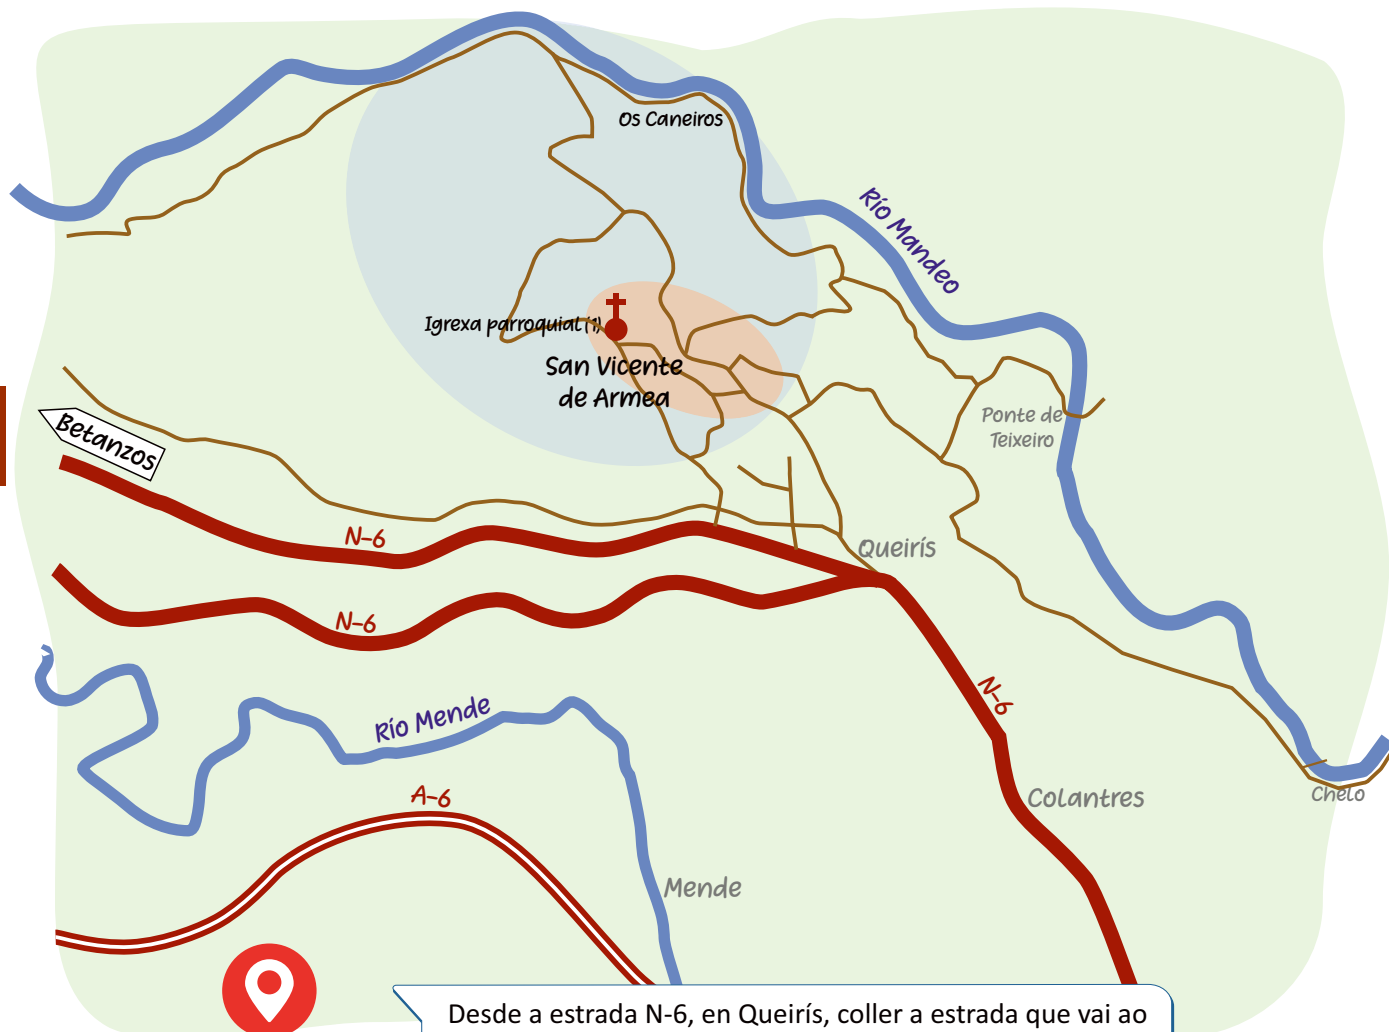 Os Caneiros
Río Mandeo
Igrexa parroquial (1)
San Vicente
de Armea
Ponte de
Teixeiro
Betanzos
N-6
Queirís
N-6
N-6
Río Mende
A-6
Colantres
Chelo
Mende
Desde a estrada N-6, en Queirís, coller a estrada que vai ao